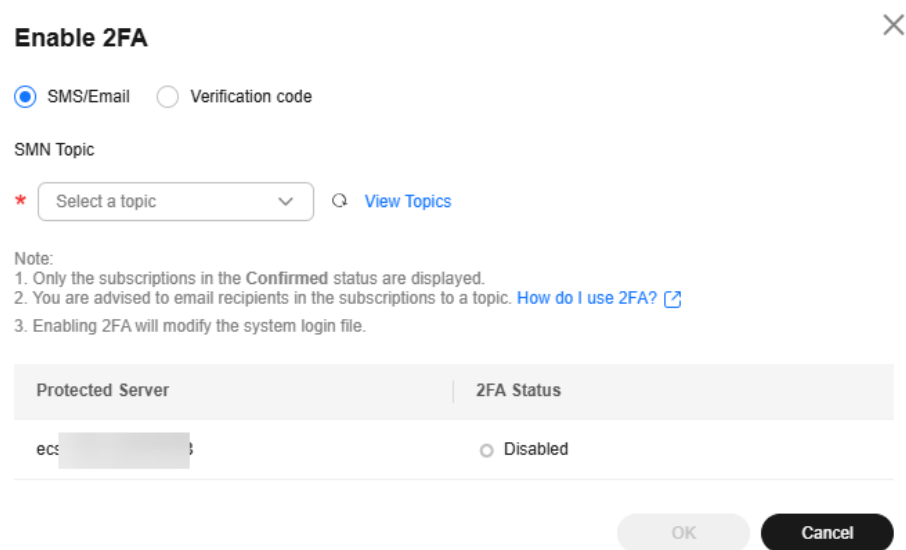 Enable 2FA
SMS/Email Verification code
SMN Topic
* Select a topic View Topics
Note:
1. Only the subscriptions in the Confirmed status are displayed.
2. You are advised to email recipients in the subscriptions to a topic. How do I use 2FA?
3. Enabling 2FA will modify the system login file.
Protected Server 2FA Status
Disabled
OK Cancel